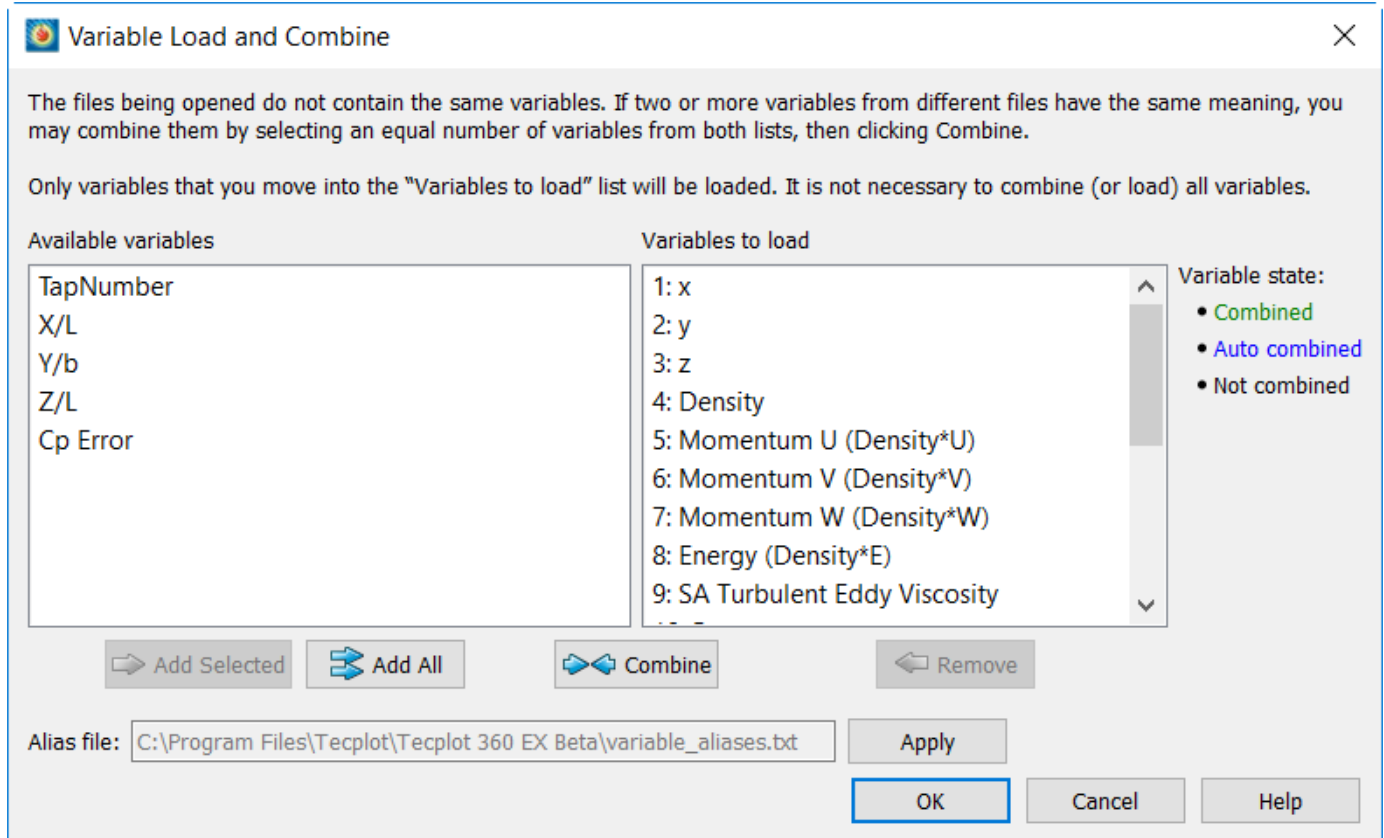 Variable Load and Combine
The files being opened do not contain the same variables. If two or more variables from different files have the same meaning, you
may combine them by selecting an equal number of variables from both lists, then clicking Combine.
Only variables that you move into the “Variables to load” list will be loaded. It is not necessary to combine (or load) all variables.
Available variables
TapNumber
X/L
Y/b
Z/L
Cp Error
Variables to load
1: x
2: y
3: z
4: Density
5: Momentum U (Density*U)
6: Momentum V (Density*V)
7: Momentum W (Density*W)
8: Energy (Density*E)
9: SA Turbulent Eddy Viscosity
Variable state:
• Combined
• Auto combined
• Not combined
Add Selected
Add All
Combine
Remove
Alias file: C:\Program Files\Tecplot\Tecplot 360 EX Beta\variable_aliases.txt
Apply
OK
Cancel
Help